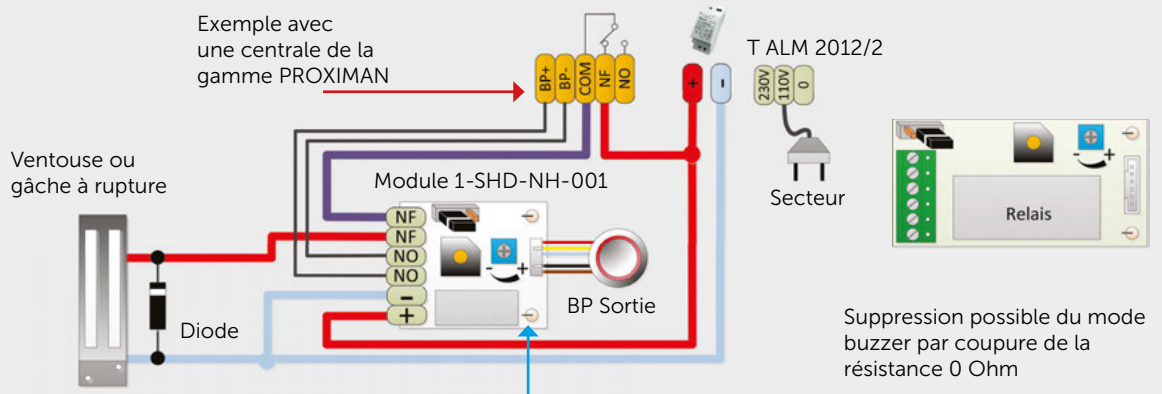 Exemple avec
une centrale de la
gamme PROXIMAN
BP+
BP-
COM
NF
NO
+
-
T ALM 2012/2
230V
110V
0
Secteur
Ventouse ou
gâche à rupture
Diode
Module 1-SHD-NH-001
NF
NF
NO
NO
-
+
- +
BP Sortie
- +
Relais
Suppression possible du mode
buzzer par coupure de la
résistance 0 Ohm